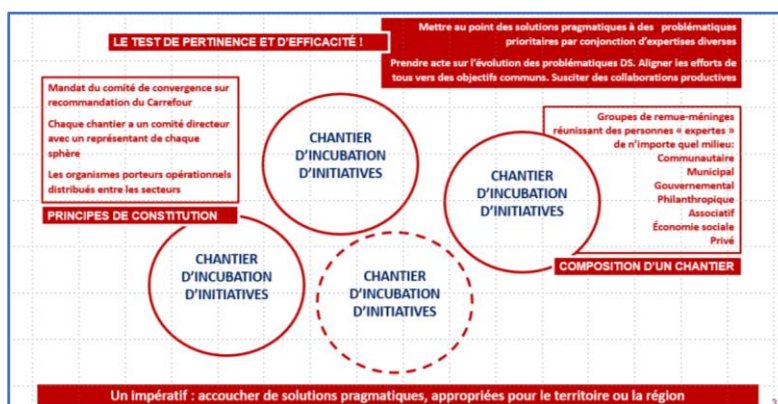 LE TEST DE PERTINENCE ET D'EFFICACITÉ !
Mettre au point des solutions pragmatiques à des problématiques
prioritaires par conjonction d'expertises diverses
Prendre acte sur l'évolution des problématiques DS. Aligner les efforts de
tous vers des objectifs communs. Susciter des collaborations productives
Mandat du comité de convergence sur
recommandation du Carrefour
Chaque chantier a un comité directeur
avec un représentant de chaque
sphère
Les organismes porteurs opérationnels
distribués entre les secteurs
PRINCIPES DE CONSTITUTION
CHANTIER
D'INCUBATION
D'INITIATIVES
CHANTIER
D'INCUBATION
D'INITIATIVES
Groupes de remue-méninges
réunissant des personnes « expertes »
de n'importe quel milieu:
Communautaire
Municipal
Gouvernemental
Philanthropique
Associatif
Économie sociale
Privé
COMPOSITION D'UN CHANTIER
CHANTIER
D'INCUBATION
D'INITIATIVES
CHANTIER
D'INCUBATION
D'INITIATIVES
Un impératif : accoucher de solutions pragmatiques, appropriées pour le territoire ou la région